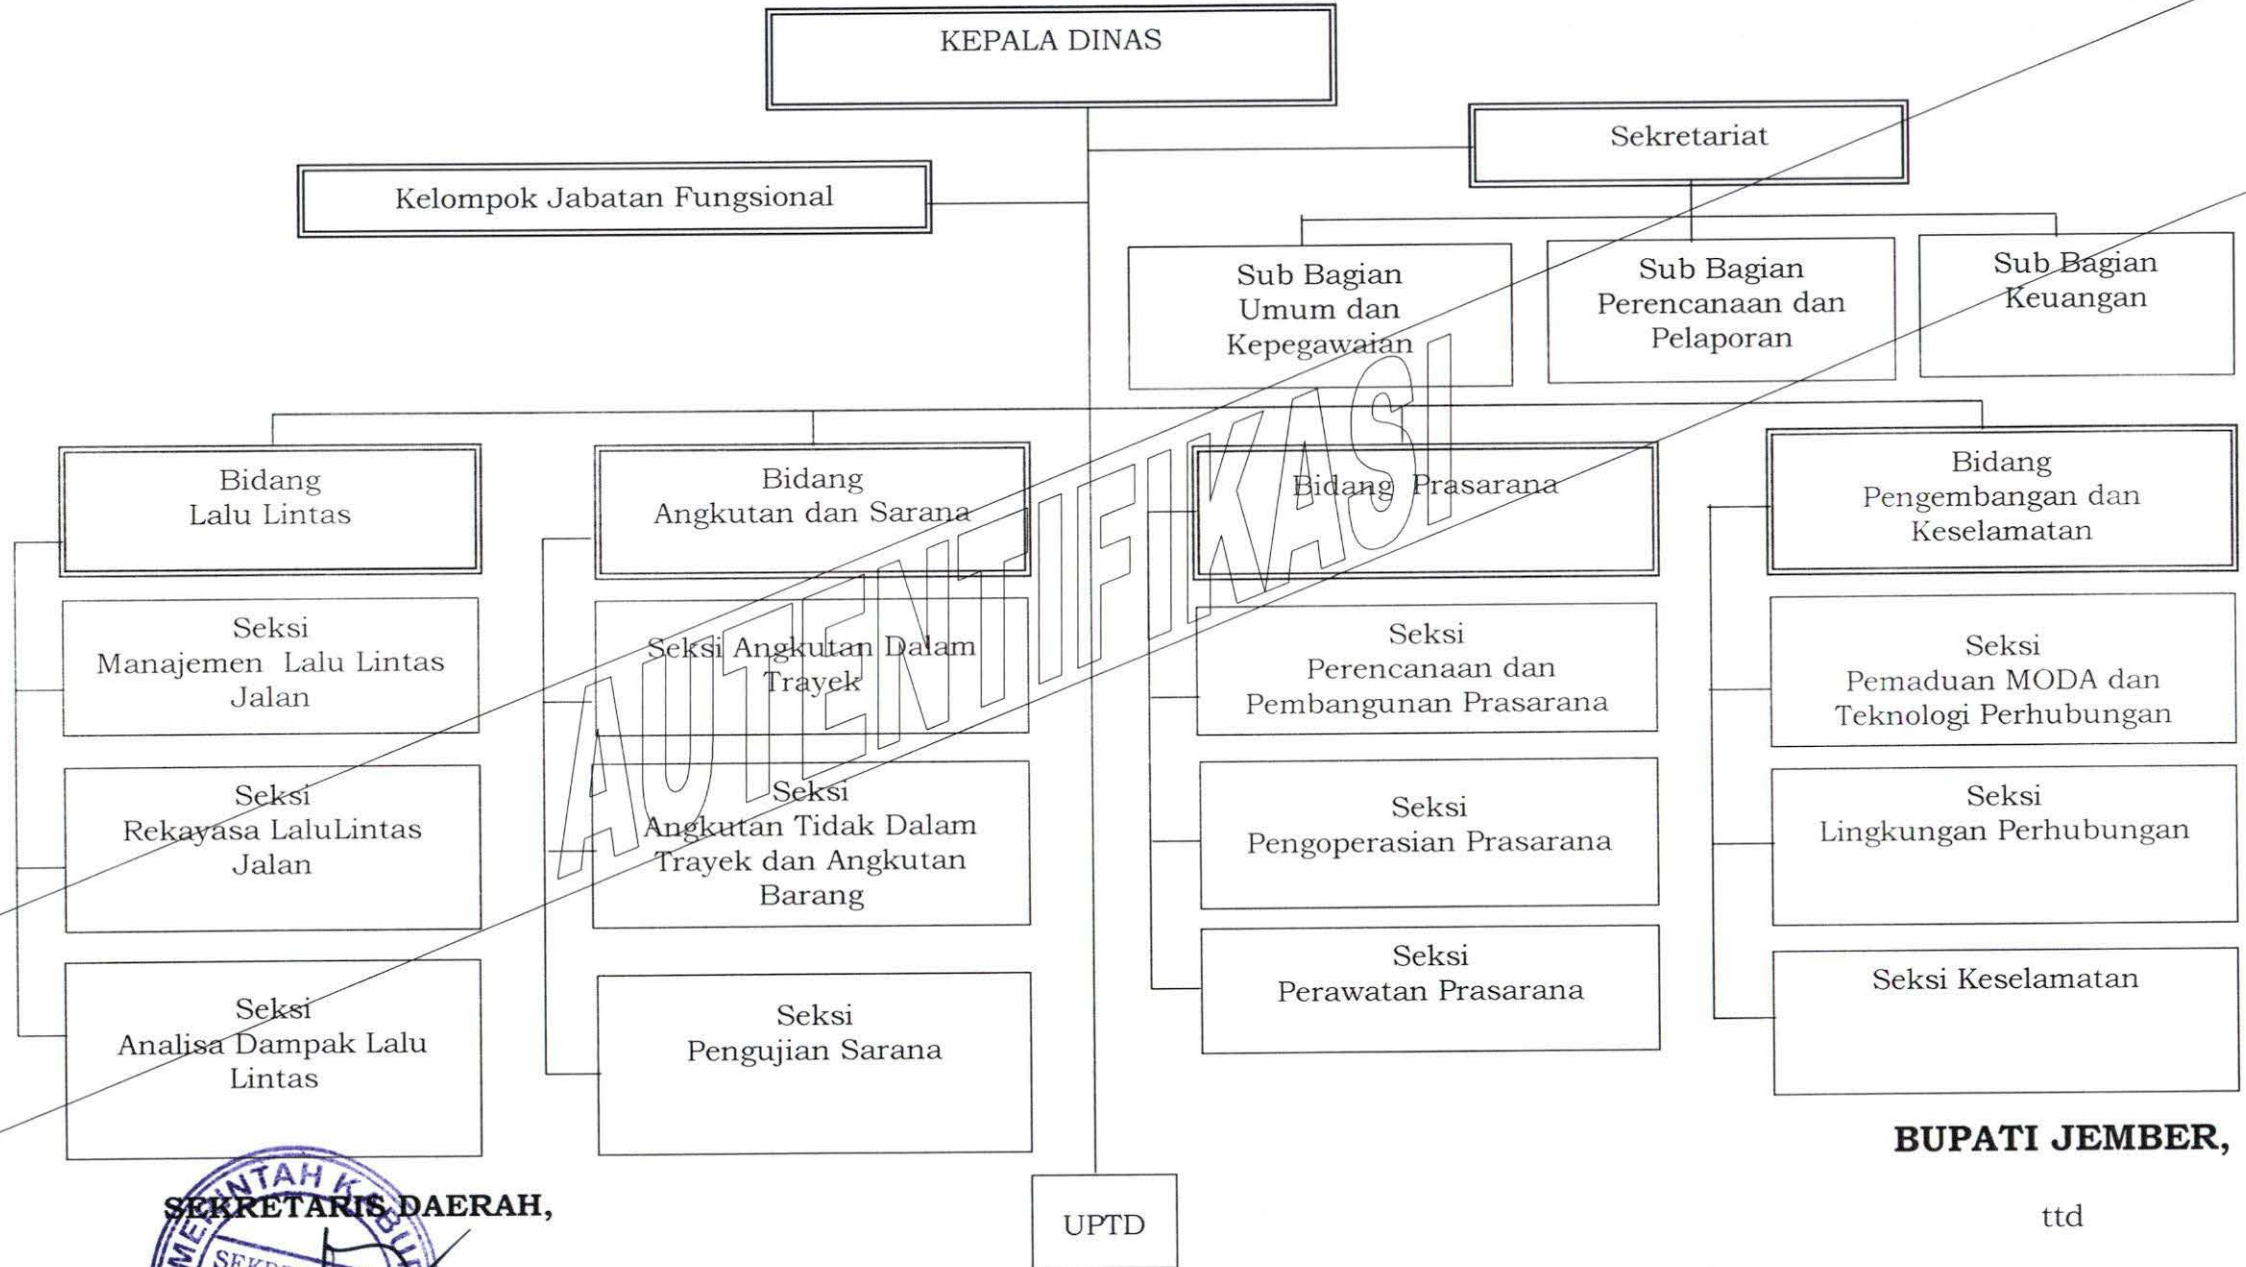 KEPALA DINAS
Sekretariat
Kelompok Jabatan Fungsional
Sub Bagian
Umum dan
Kepegawaian
Sub Bagian
Perencanaan dan
Pelaporan
Sub Bagian
Keuangan
Bidang
Lalu Lintas
Bidang
Angkutan dan Sarana
Bidang Prasarana
Bidang
Pengembangan dan
Keselamatan
Seksi
Manajemen Lalu Lintas
Jalan
Seksi Angkutan Dalam
Trayek
Seksi
Perencanaan dan
Pembangunan Prasarana
Seksi
Pemaduan MODA dan
Teknologi Perhubungan
Seksi
Rekayasa LaluLintas
Jalan
Seksi
Angkutan Tidak Dalam
Trayek dan Angkutan
Barang
Seksi
Pengoperasian Prasarana
Seksi
Lingkungan Perhubungan
Seksi
Analisa Dampak Lalu
Lintas
Seksi
Pengujian Sarana
Seksi
Perawatan Prasarana
Seksi Keselamatan
AUTENTIFIKASI
UPTD
BUPATI JEMBER,
ttd
SEKRETARIS DAERAH,